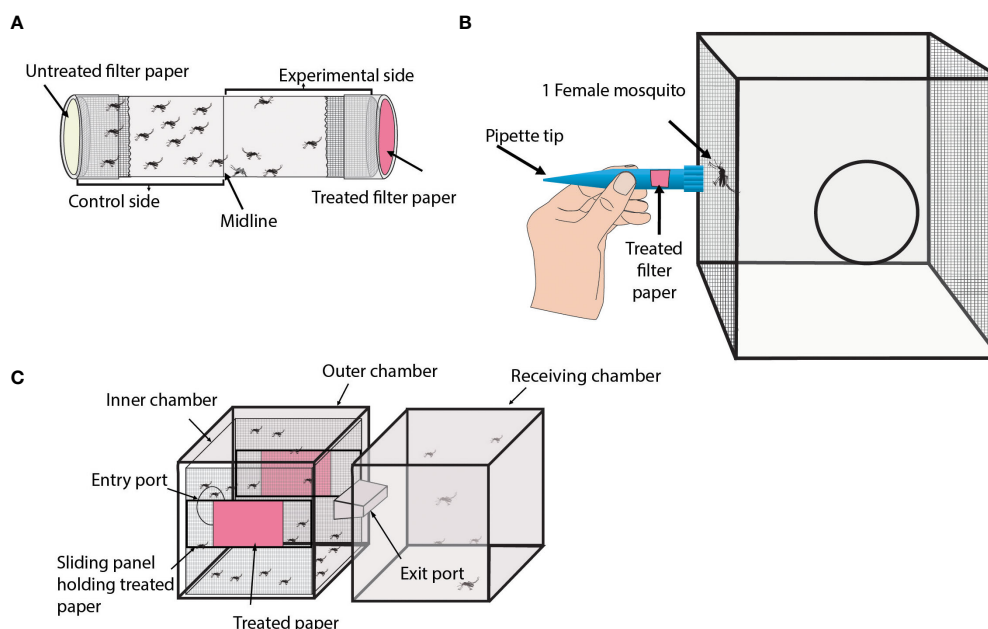 A
Untreated filter paper
Experimental side
Control side
Midline
Treated filter paper
B
1 Female mosquito
Pipette tip
Treated
filter
paper
C
Outer chamber
Receiving chamber
Inner chamber
Entry port
Sliding panel
holding treated
paper
Treated paper
Exit port